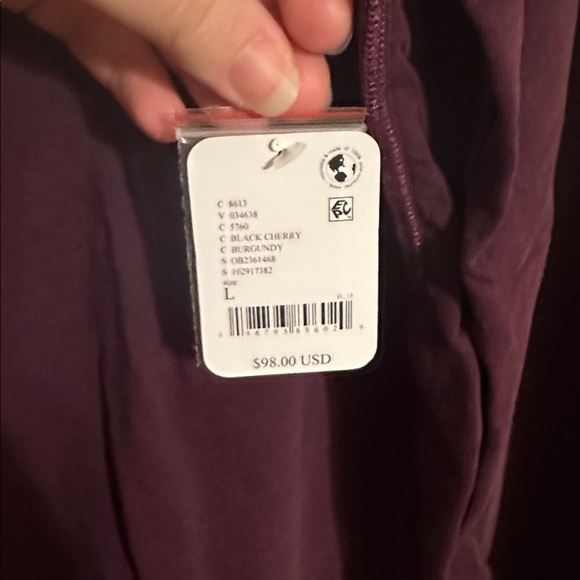 C 8613
V 034638
C 5760
C BLACK CHERRY
C BURGUNDY
S OB2361468
S 102917382
size
L
$98.00 USD